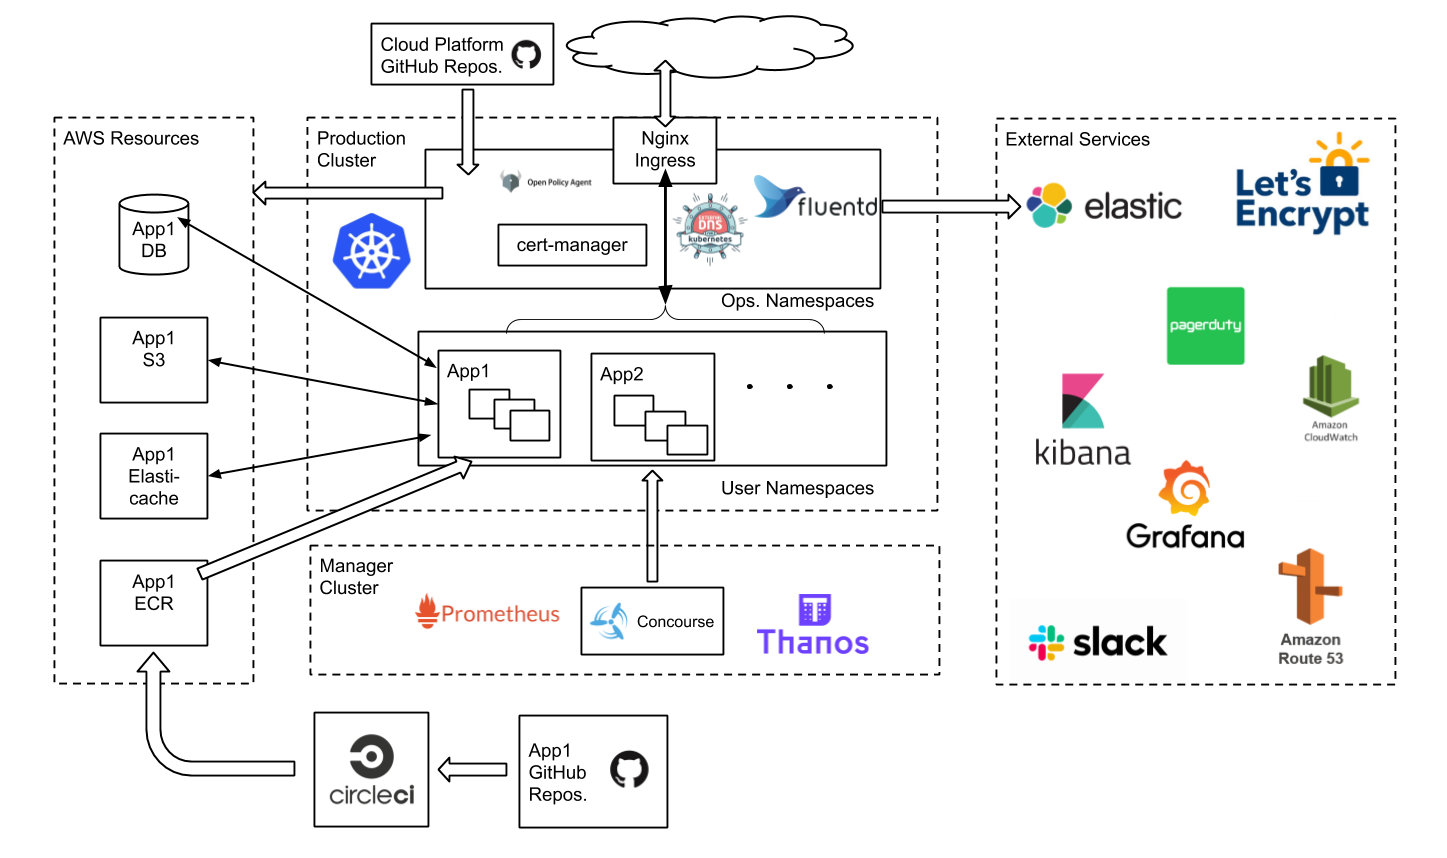 Cloud Platform
GitHub Repos.
AWS Resources
Production
Cluster
Nginx
Ingress
External Services
Open Policy Agent
fluentd
EXTERNAL
DNS
kubernetes
cert-manager
elastic
Let's
Encrypt
App1
DB
Ops. Namespaces
pagerduty
App1
S3
App1
App2
. . .
kibana
Amazon
CloudWatch
App1
Elasti-
cache
User Namespaces
Grafana
App1
ECR
Manager
Cluster
Prometheus
Concourse
Thanos
slack
Amazon
Route 53
circleci
App1
GitHub
Repos.